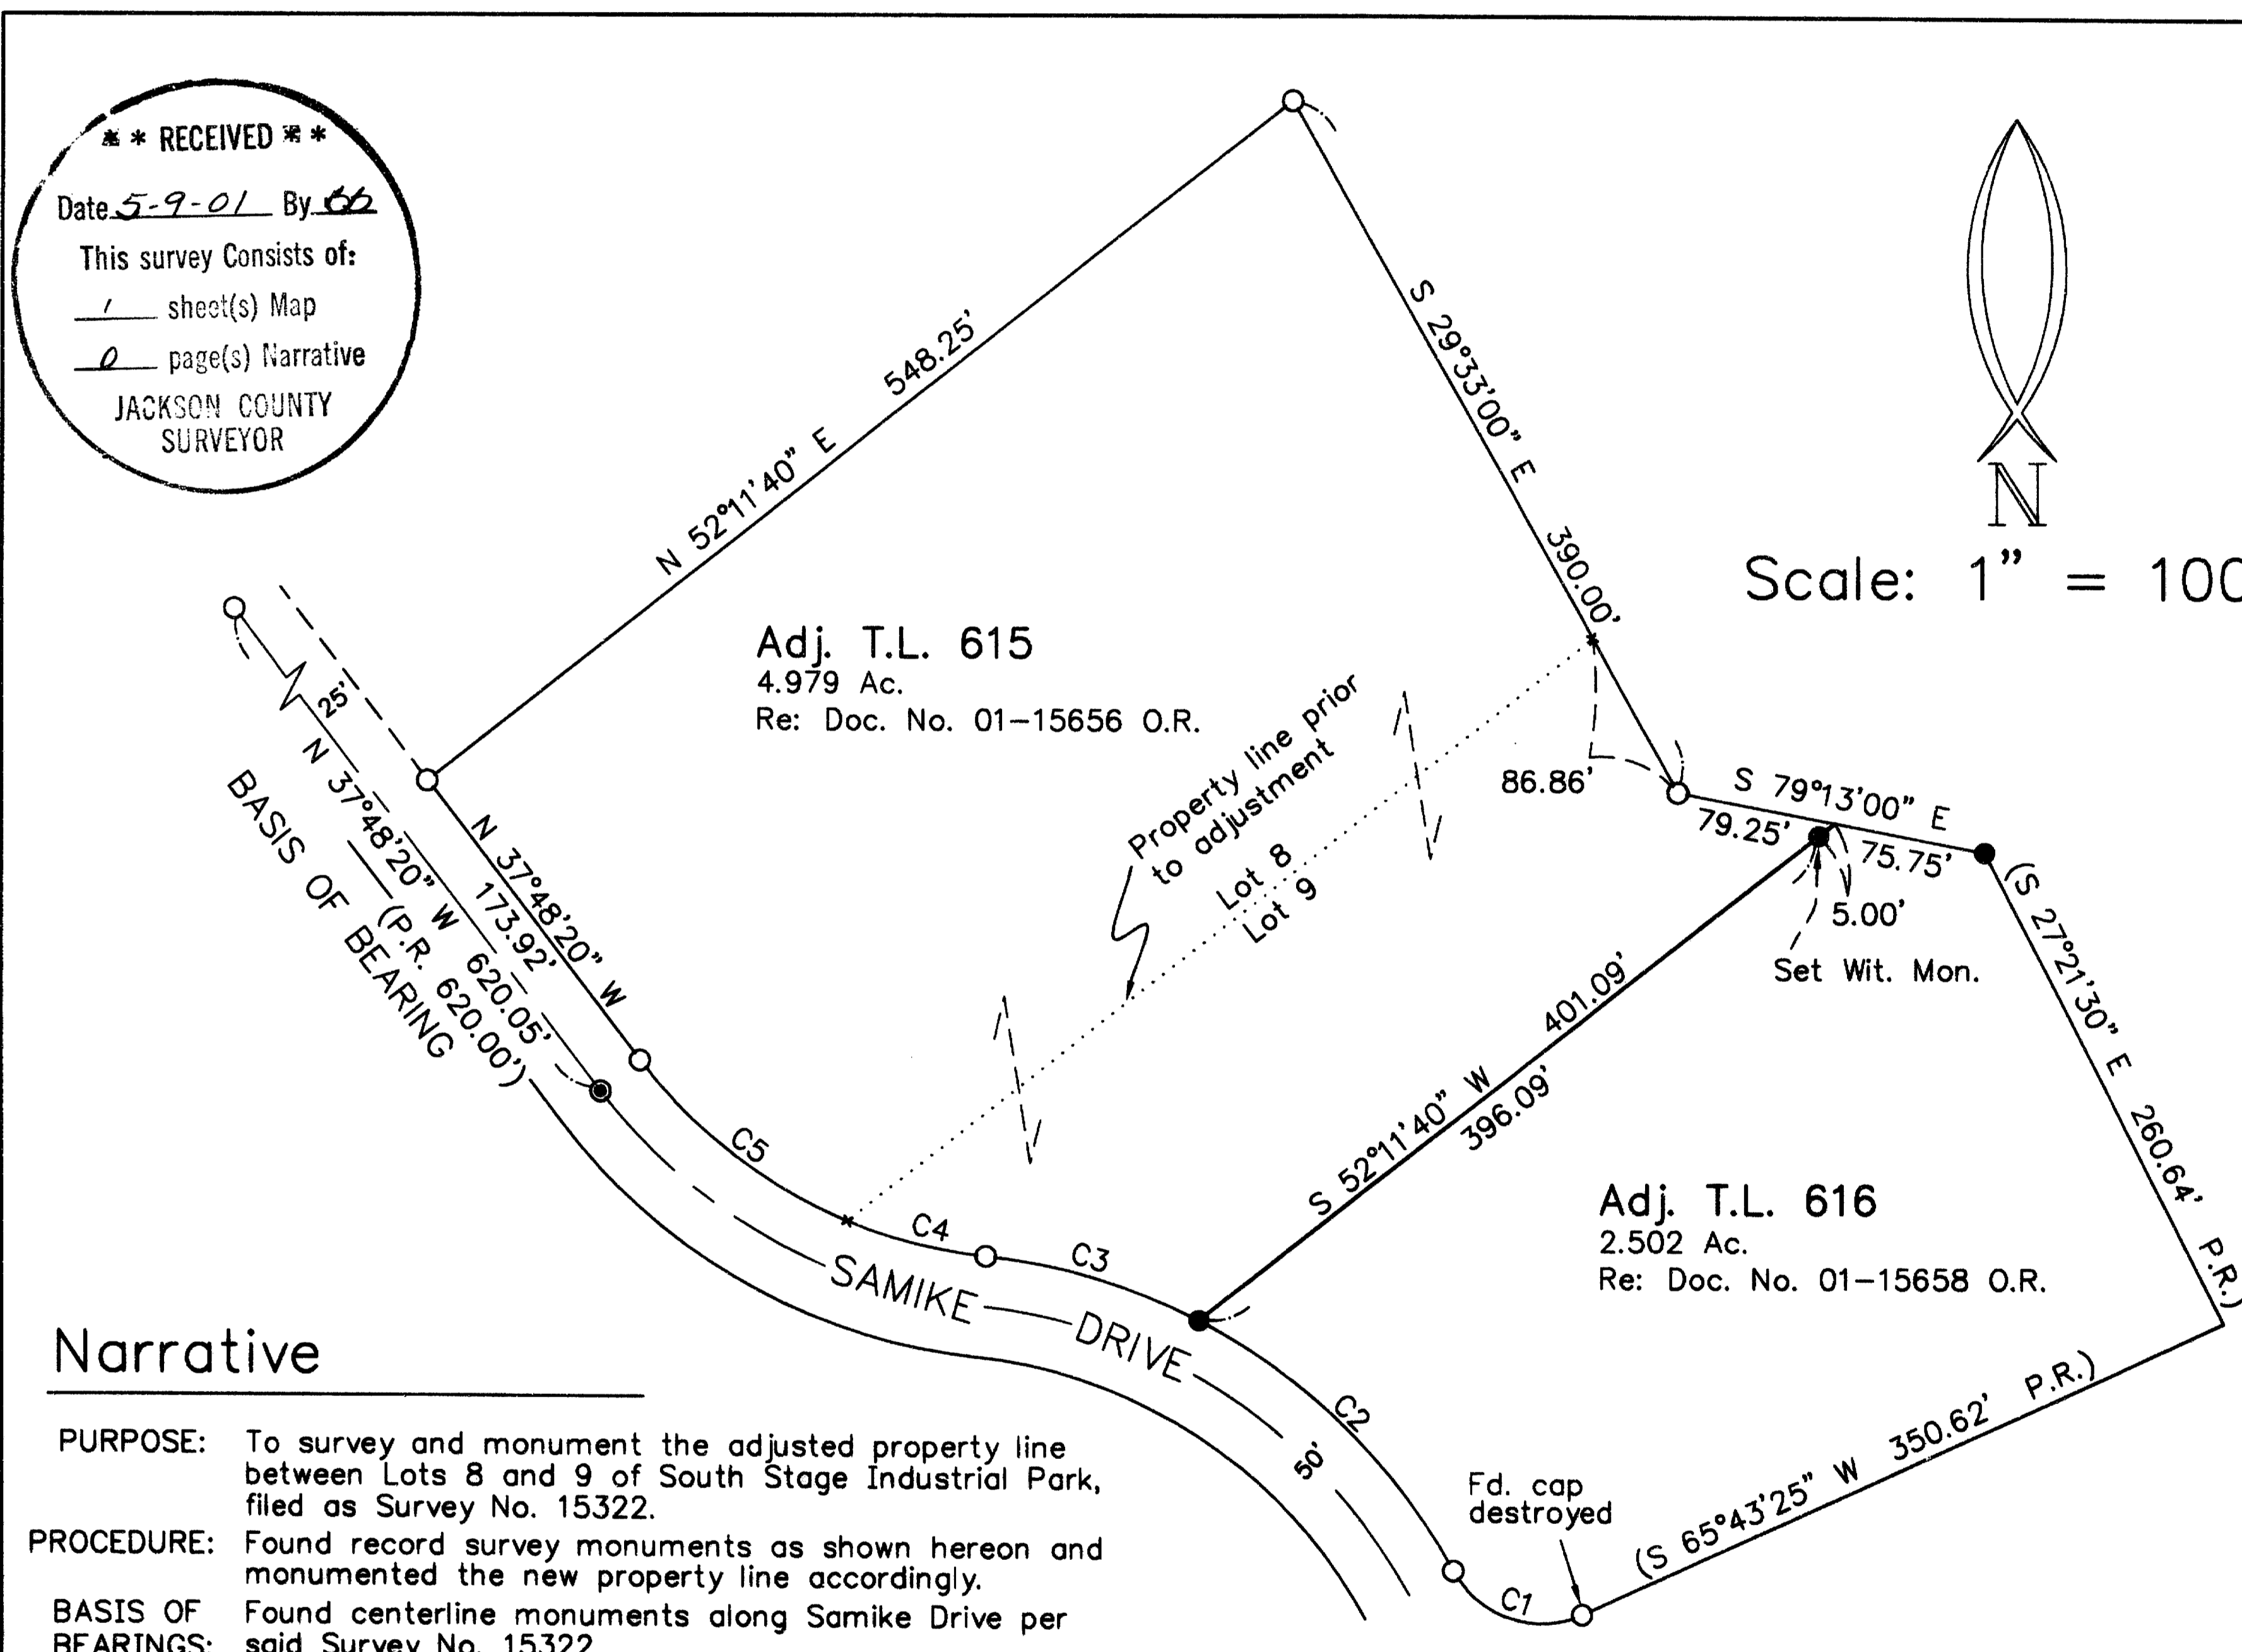 * * RECEIVED * *
Date 5-9-01 By
This survey Consists of:
1 sheet(s) Map
0 page(s) Narrative
JACKSON COUNTY
SURVEYOR
N 52°11'40" E 548.25'
S 29°33'00" E 390.00'
N
Scale: 1" = 100
Adj. T.L. 615
4.979 Ac.
Re: Doc. No. 01-15656 O.R.
25'
N 37°48'20" W 620.05'
(P.R. 620.00')
BASIS OF BEARING
N 37°48'20" W
173.92'
Property line prior
to adjustment
Lot 8
Lot 9
86.86'
S 79°13'00" E
79.25'
75.75'
5.00'
Set Wit. Mon.
(S 27°21'30" E 260.64' P.R.)
S 52°11'40" W 401.09'
396.09'
C5
C4
C3
SAMIKE DRIVE
C2
50'
Adj. T.L. 616
2.502 Ac.
Re: Doc. No. 01-15658 O.R.
(S 65°43'25" W 350.62' P.R.)
Fd. cap
destroyed
C1
Narrative
PURPOSE: To survey and monument the adjusted property line
between Lots 8 and 9 of South Stage Industrial Park,
filed as Survey No. 15322.
PROCEDURE: Found record survey monuments as shown hereon and
monumented the new property line accordingly.
BASIS OF Found centerline monuments along Samike Drive per
BEARINGS: said Survey No. 15322